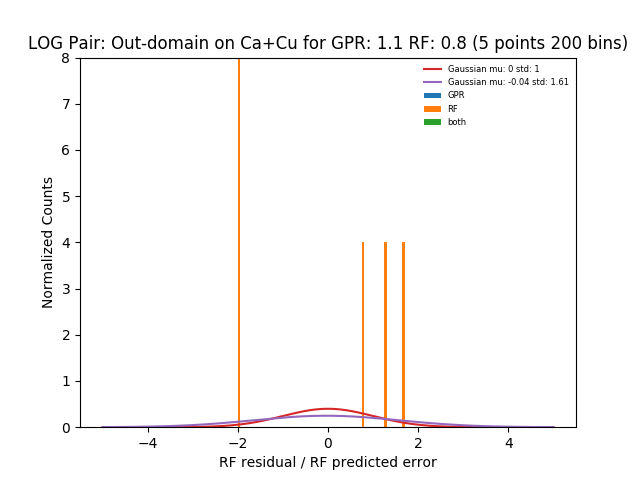 LOG Pair: Out-domain on Ca+Cu for GPR: 1.1 RF: 0.8 (5 points 200 bins)
Gaussian mu: 0 std: 1
Gaussian mu: -0.04 std: 1.61
GPR
RF
both
Normalized Counts
8
7
6
5
4
3
2
1
0
−4
−2
0
2
4
RF residual / RF predicted error